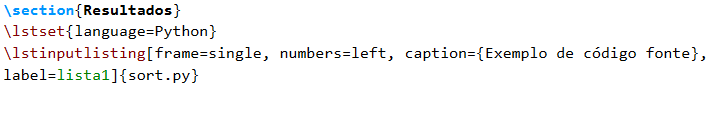 \section{Resultados}
\lstset{language=Python}
\lstinputlisting[frame=single, numbers=left, caption={Exemplo de código fonte},
label=lista1]{sort.py}